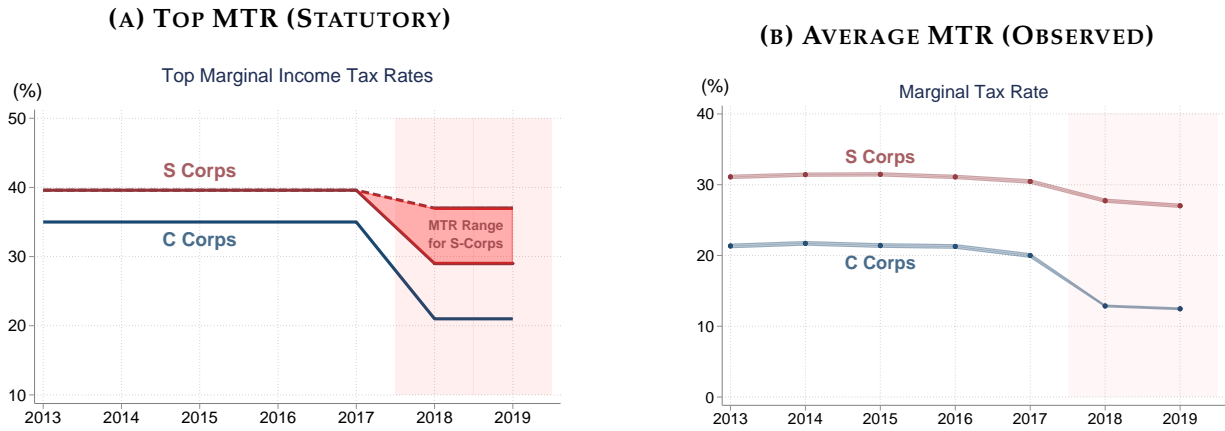 (A) TOP MTR (STATUTORY)
Top Marginal Income Tax Rates
(%)
50
40
30
20
10
S Corps
C Corps
MTR Range
for S-Corps
2013 2014 2015 2016 2017 2018 2019
(B) AVERAGE MTR (OBSERVED)
Marginal Tax Rate
(%)
40
30
20
10
0
S Corps
C Corps
2013 2014 2015 2016 2017 2018 2019